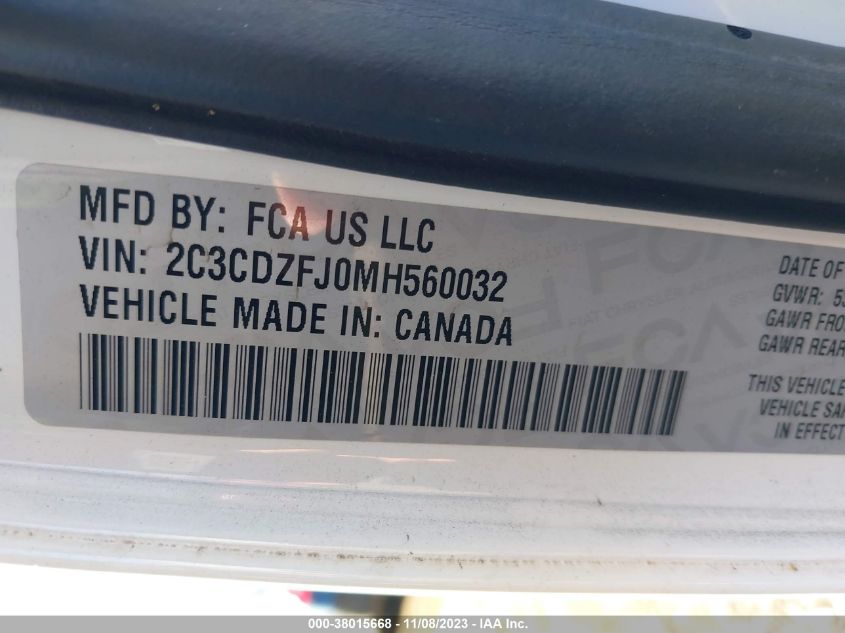 MFD BY: FCA US LLC
VIN: 2C3CDZFJ0MH560032
VEHICLE MADE IN: CANADA
DATE OF
GVWR: 53
GAWR FRO
GAWR REAR
THIS VEHICLE
VEHICLE SA
IN EFFECT
000-38015668 - 11/08/2023 - IAA Inc.